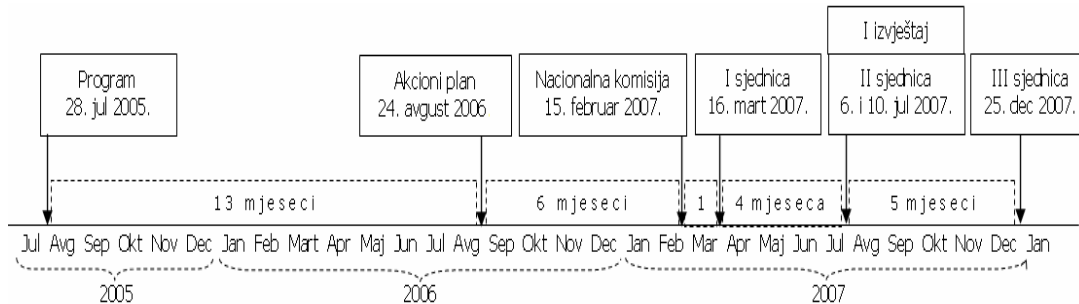 I izvještaj
Program
28. jul 2005.
Akcioni plan
24. avgust 2006
Nacionalna komisija
15. februar 2007.
I sjednica
16. mart 2007.
II sjednica
6. i 10. jul 2007.
III sjednica
25. dec 2007.
13 mjeseci
6 mjeseci
1
4 mjeseca
5 mjeseci
Jul Avg Sep Okt Nov Dec Jan Feb Mart Apr Maj Jun Jul Avg Sep Okt Nov Dec Jan Feb Mar Apr Maj Jun Jul Avg Sep Okt Nov Dec Jan
2005 2006 2007